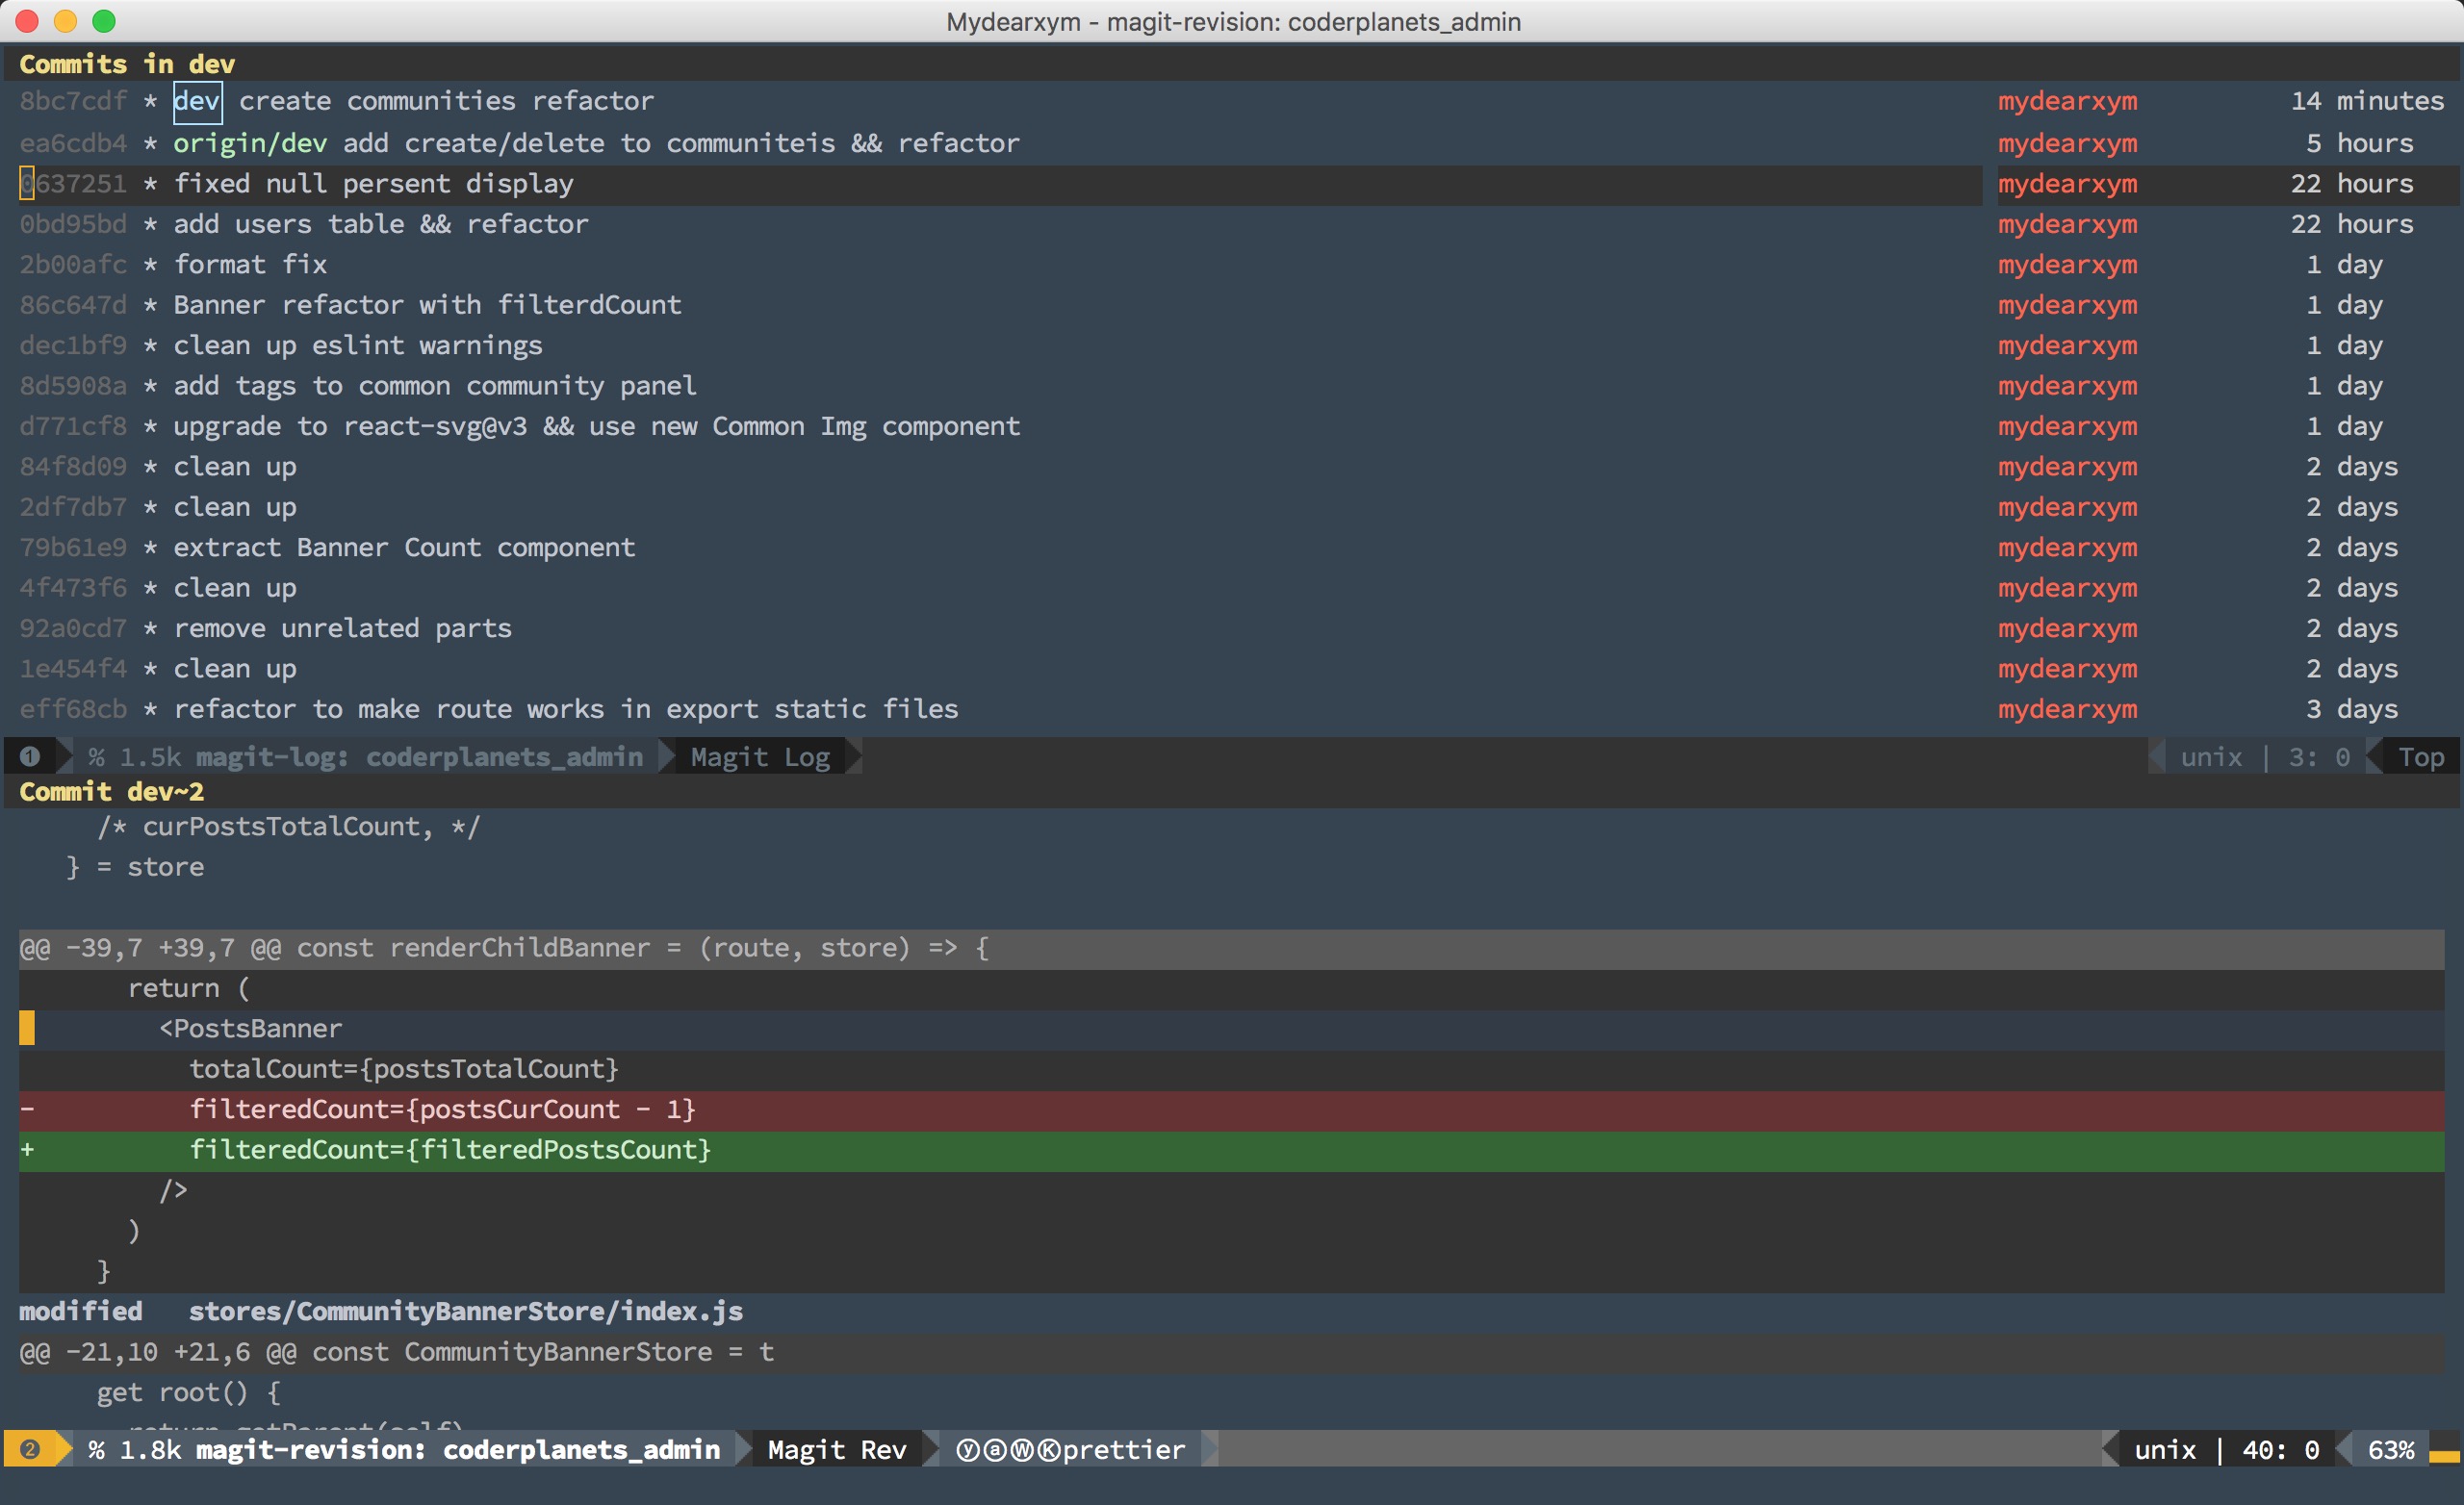 Mydearxym - magit-revision: coderplanets_admin
Commits in dev
8bc7cdf * dev create communities refactor mydearxym 14 minutes
ea6cdb4 * origin/dev add create/delete to communiteis && refactor mydearxym 5 hours
0637251 * fixed null persent display mydearxym 22 hours
0bd95bd * add users table && refactor mydearxym 22 hours
2b00afc * format fix mydearxym 1 day
86c647d * Banner refactor with filterdCount mydearxym 1 day
dec1bf9 * clean up eslint warnings mydearxym 1 day
8d5908a * add tags to common community panel mydearxym 1 day
d771cf8 * upgrade to react-svg@v3 && use new Common Img component mydearxym 1 day
84f8d09 * clean up mydearxym 2 days
2df7db7 * clean up mydearxym 2 days
79b61e9 * extract Banner Count component mydearxym 2 days
4f473f6 * clean up mydearxym 2 days
92a0cd7 * remove unrelated parts mydearxym 2 days
1e454f4 * clean up mydearxym 2 days
eff68cb * refactor to make route works in export static files mydearxym 3 days
❶ % 1.5k magit-log: coderplanets_admin Magit Log unix | 3: 0 Top
Commit dev~2
/* curPostsTotalCount, */
} = store
@@ -39,7 +39,7 @@ const renderChildBanner = (route, store) => {
return (
<PostsBanner
totalCount={postsTotalCount}
- filteredCount={postsCurCount - 1}
+ filteredCount={filteredPostsCount}
/>
)
}
modified stores/CommunityBannerStore/index.js
@@ -21,10 +21,6 @@ const CommunityBannerStore = t
get root() {
return getParent(self)
❷ % 1.8k magit-revision: coderplanets_admin Magit Rev ⓨⓐⓌⓀprettier unix | 40: 0 63%